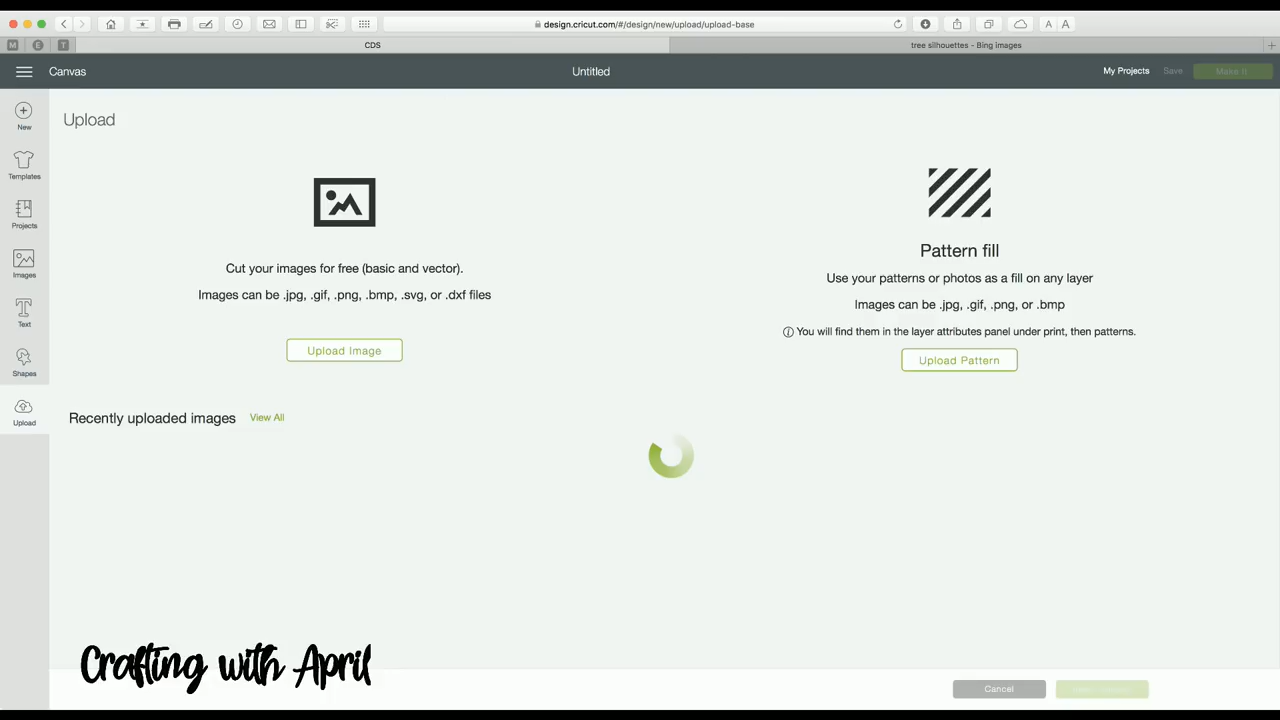 design.cricut.com/#/design/new/upload/upload-base
A A
M E T
CDS
tree silhouettes - Bing images
Canvas
Untitled
My Projects
Save
Make It
Upload
New
Templates
Projects
Images
Text
Shapes
Upload
Cut your images for free (basic and vector).
Images can be .jpg, .gif, .png, .bmp, .svg, or .dxf files
Upload Image
Pattern fill
Use your patterns or photos as a fill on any layer
Images can be .jpg, .gif, .png, or .bmp
You will find them in the layer attributes panel under print, then patterns.
Upload Pattern
Recently uploaded images View All
Crafting with April
Cancel